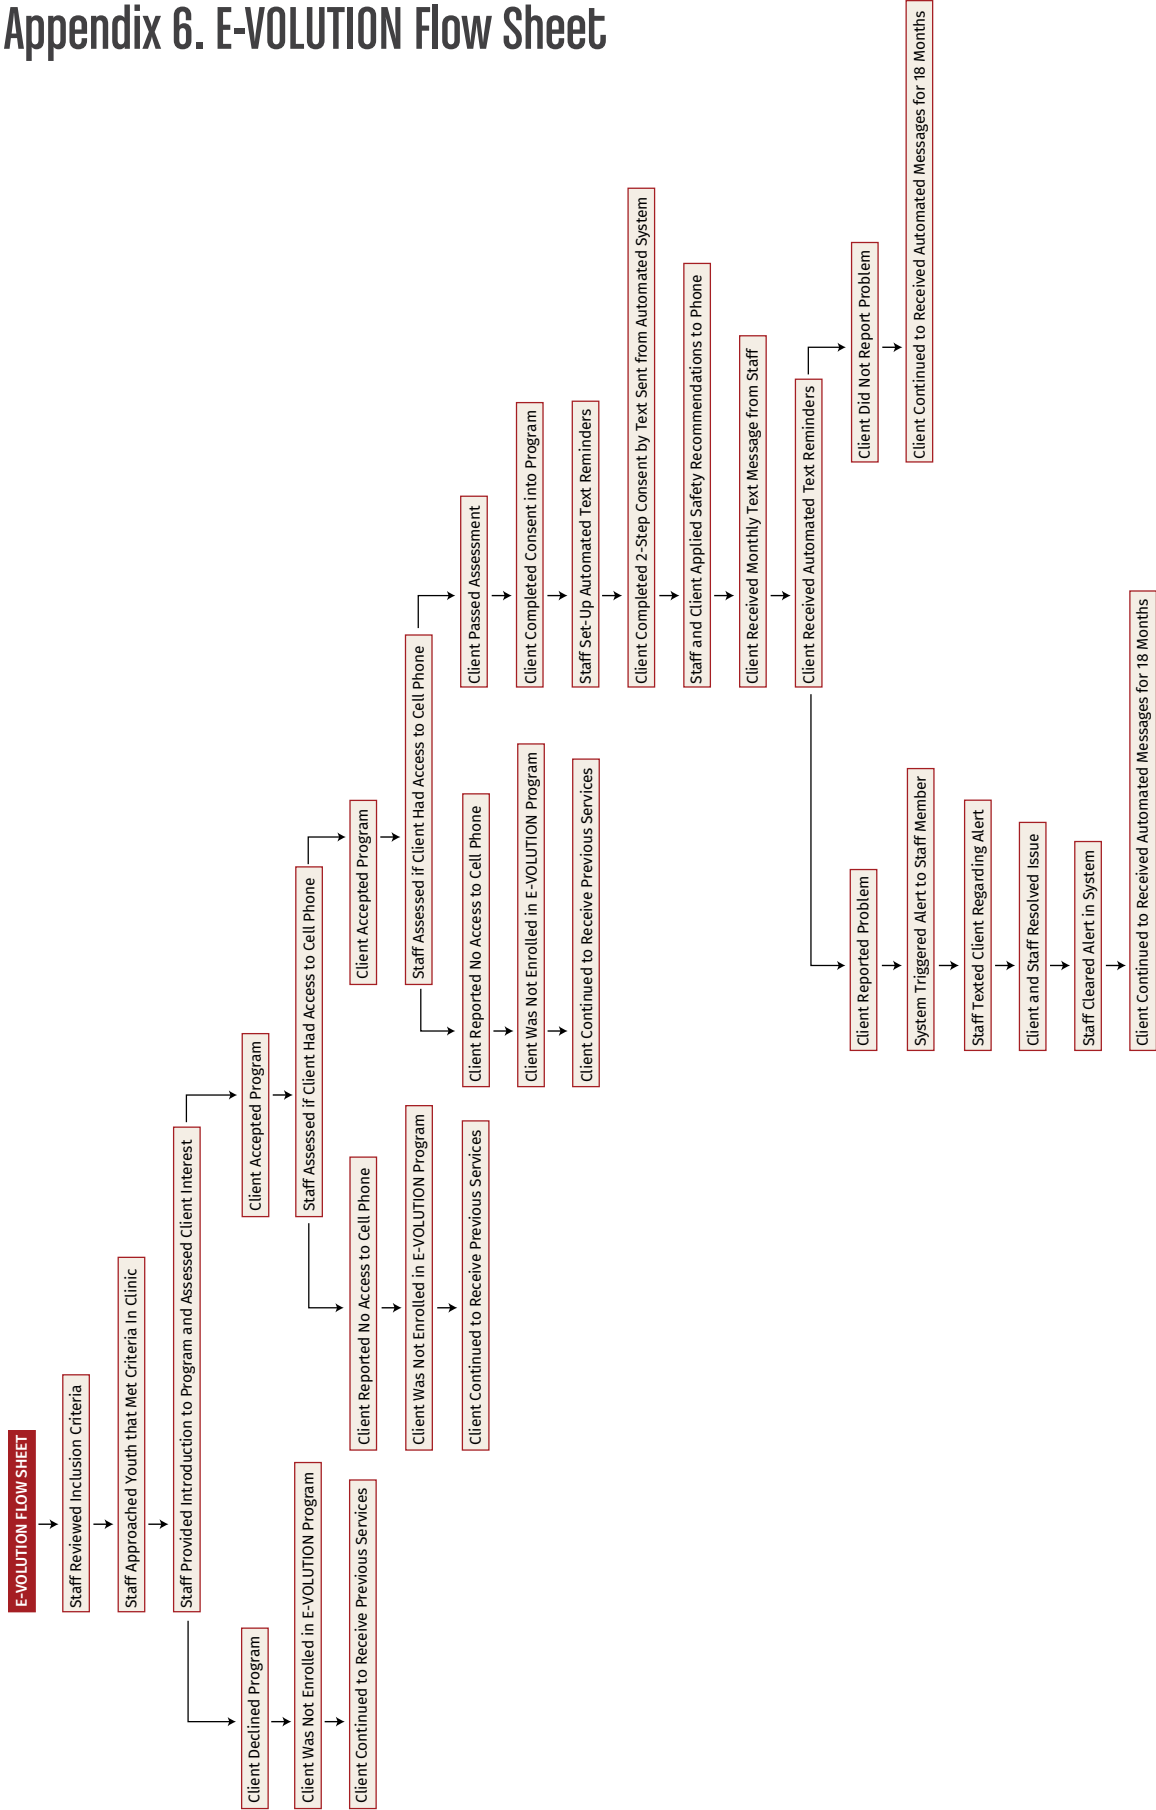 Appendix 6. E-VOLUTION Flow Sheet
E-VOLUTION FLOW SHEET
Staff Reviewed Inclusion Criteria
Staff Approached Youth that Met Criteria In Clinic
Staff Provided Introduction to Program and Assessed Client Interest
Client Declined Program
Client Was Not Enrolled in E-VOLUTION Program
Client Continued to Receive Previous Services
Client Accepted Program
Staff Assessed if Client Had Access to Cell Phone
Client Reported No Access to Cell Phone
Client Was Not Enrolled in E-VOLUTION Program
Client Continued to Receive Previous Services
Client Accepted Program
Staff Assessed if Client Had Access to Cell Phone
Client Reported No Access to Cell Phone
Client Was Not Enrolled in E-VOLUTION Program
Client Continued to Receive Previous Services
Client Passed Assessment
Client Completed Consent into Program
Staff Set-Up Automated Text Reminders
Client Completed 2-Step Consent by Text Sent from Automated System
Staff and Client Applied Safety Recommendations to Phone
Client Received Monthly Text Message from Staff
Client Received Automated Text Reminders
Client Reported Problem
System Triggered Alert to Staff Member
Staff Texted Client Regarding Alert
Client and Staff Resolved Issue
Staff Cleared Alert in System
Client Continued to Received Automated Messages for 18 Months
Client Did Not Report Problem
Client Continued to Received Automated Messages for 18 Months